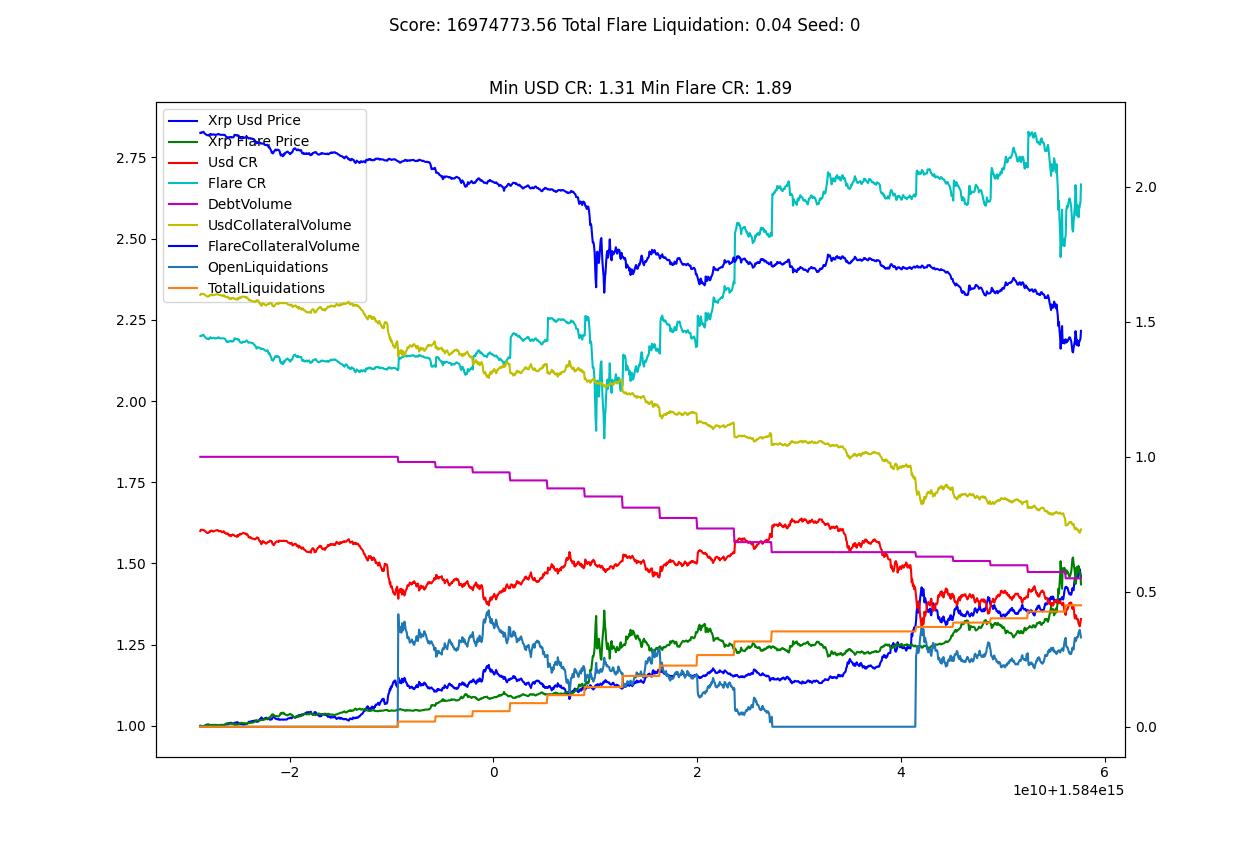 Score: 16974773.56 Total Flare Liquidation: 0.04 Seed: 0
Min USD CR: 1.31 Min Flare CR: 1.89
Xrp Usd Price
Xrp Flare Price
Usd CR
Flare CR
DebtVolume
UsdCollateralVolume
FlareCollateralVolume
OpenLiquidations
TotalLiquidations
2.75
2.50
2.25
2.00
1.75
1.50
1.25
1.00
2.0
1.5
1.0
0.5
0.0
−2
0
2
4
6
1e10+1.584e15